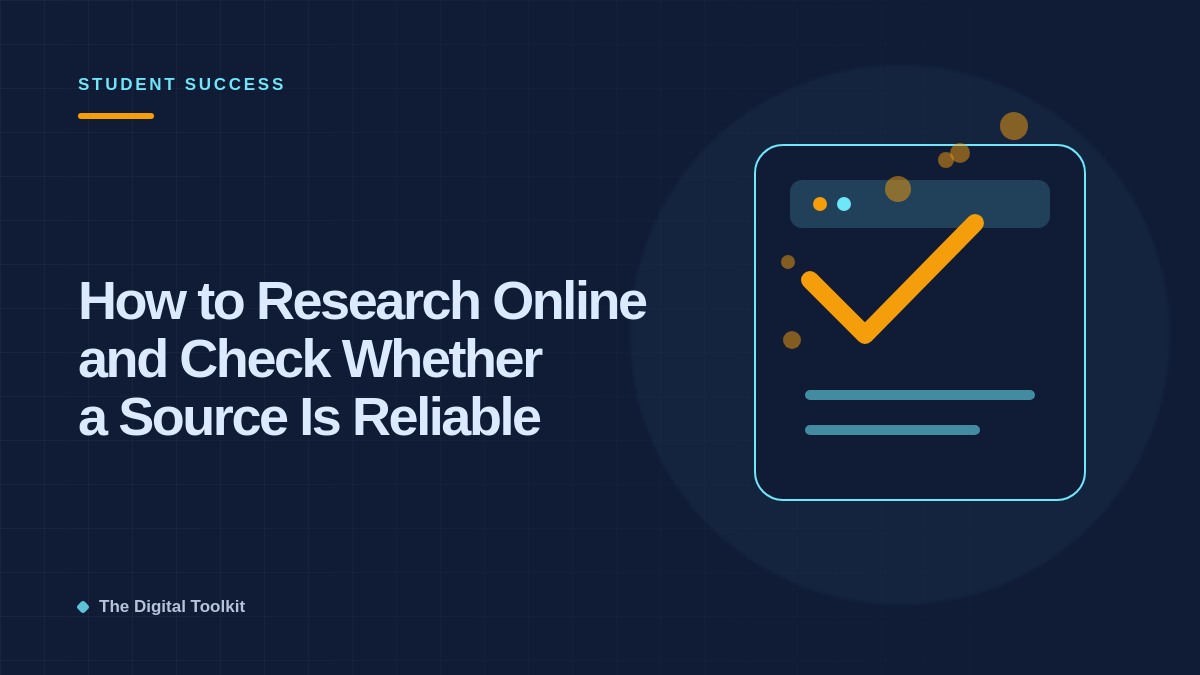 STUDENT SUCCESS
How to Research Online
and Check Whether
a Source Is Reliable
The Digital Toolkit